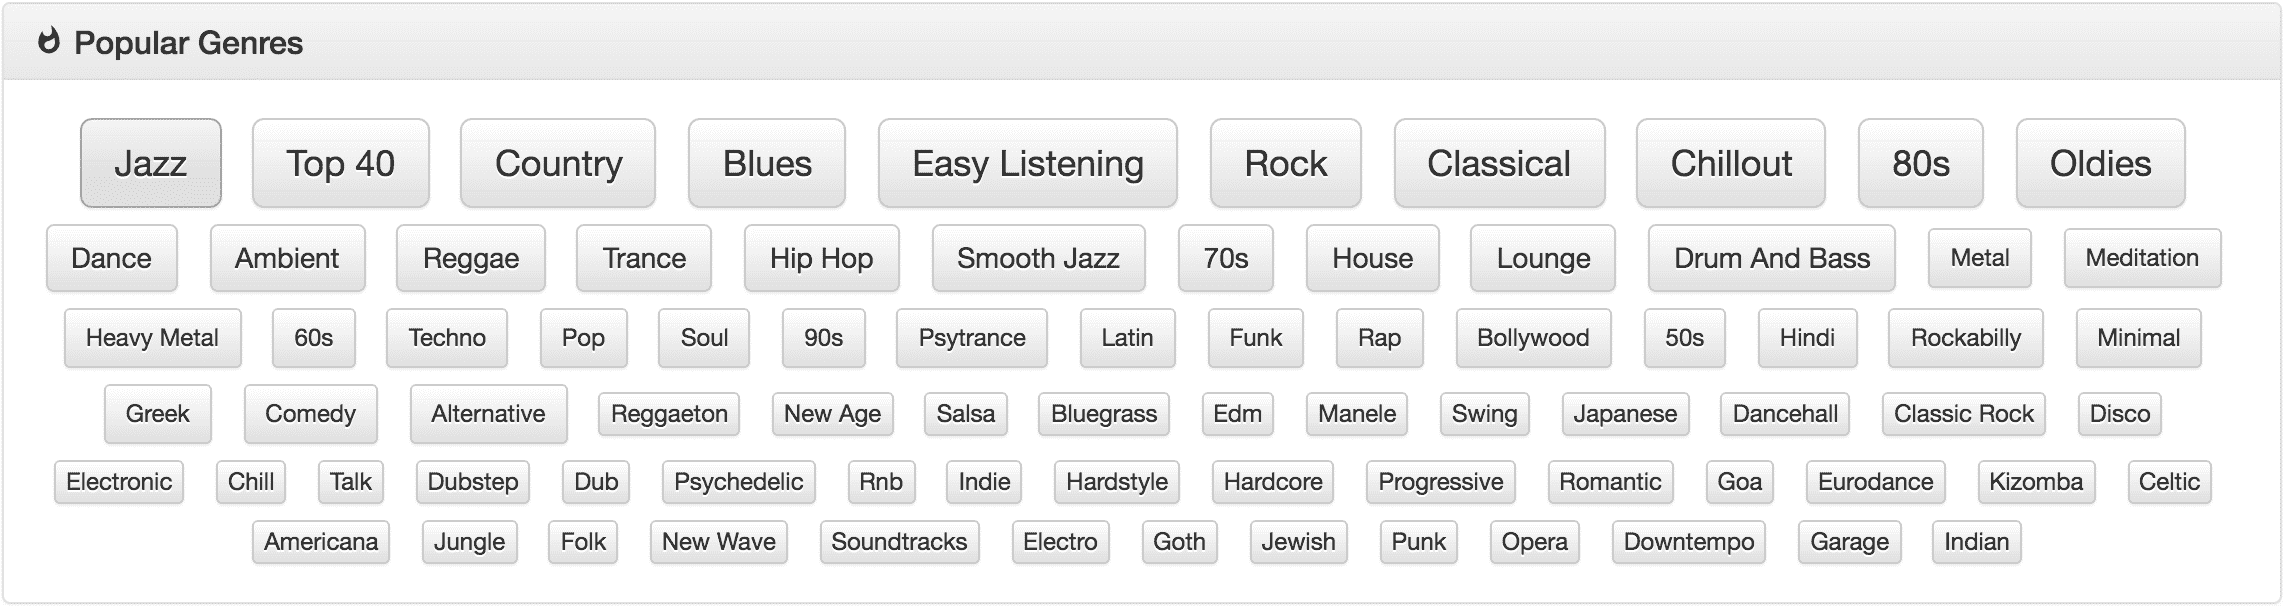 Popular Genres
Jazz Top 40 Country Blues Easy Listening Rock Classical Chillout 80s Oldies
Dance Ambient Reggae Trance Hip Hop Smooth Jazz 70s House Lounge Drum And Bass Metal Meditation
Heavy Metal 60s Techno Pop Soul 90s Psytrance Latin Funk Rap Bollywood 50s Hindi Rockabilly Minimal
Greek Comedy Alternative Reggaeton New Age Salsa Bluegrass Edm Manele Swing Japanese Dancehall Classic Rock Disco
Electronic Chill Talk Dubstep Dub Psychedelic Rnb Indie Hardstyle Hardcore Progressive Romantic Goa Eurodance Kizomba Celtic
Americana Jungle Folk New Wave Soundtracks Electro Goth Jewish Punk Opera Downtempo Garage Indian